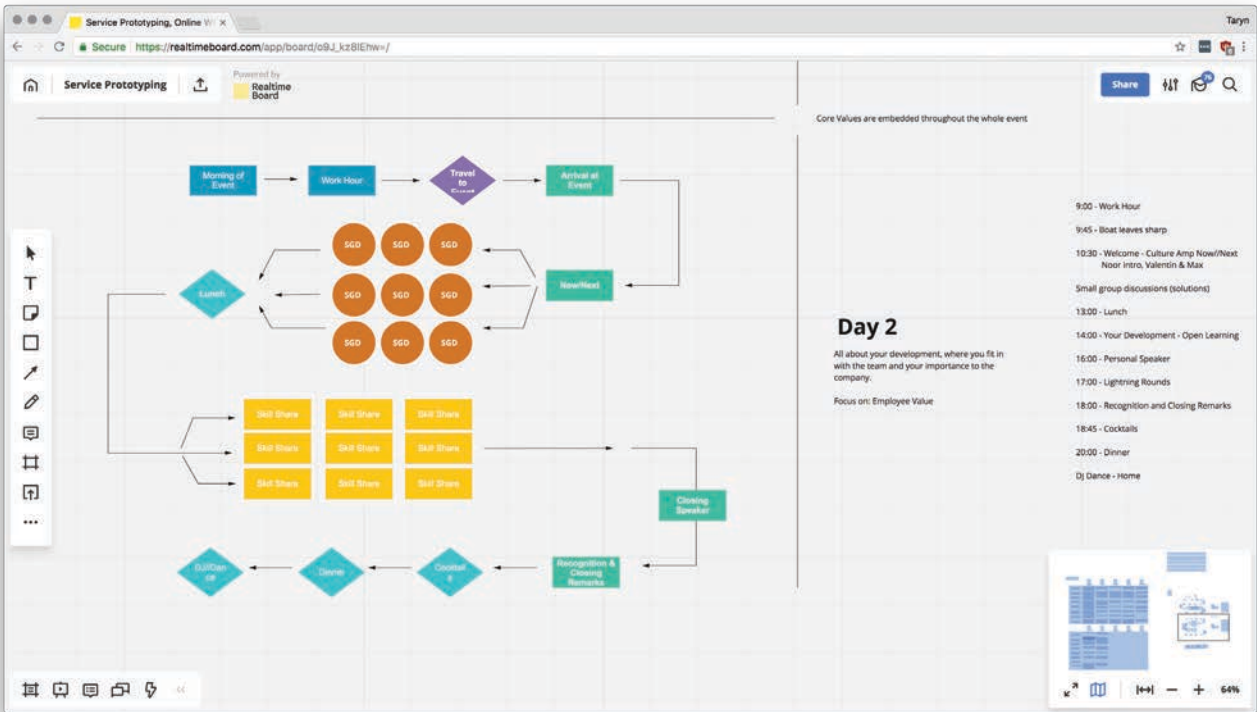 Service Prototyping, Online W
Taryn
Secure
https://realtimeboard.com/app/board/o9J_kz8lEhw=/
Service Prototyping
Powered by
Realtime
Board
Share
Core Values are embedded throughout the whole event
Morning of
Event
Work Hour
Travel
to
Event
Arrival at
Event
SGD
SGD
SGD
Lunch
SGD
SGD
SGD
Now/Next
SGD
SGD
SGD
Skill Share
Skill Share
Skill Share
Skill Share
Skill Share
Skill Share
Skill Share
Skill Share
Skill Share
Closing
Speaker
DJ/Dan
ce
Dinner
Cocktail
s
Recognition &
Closing
Remarks
Day 2
All about your development, where you fit in
with the team and your importance to the
company.
Focus on: Employee Value
9:00 - Work Hour
9:45 - Boat leaves sharp
10:30 - Welcome - Culture Amp Now//Next
Noor intro, Valentin & Max
Small group discussions (solutions)
13:00 - Lunch
14:00 - Your Development - Open Learning
16:00 - Personal Speaker
17:00 - Lightning Rounds
18:00 - Recognition and Closing Remarks
18:45 - Cocktails
20:00 - Dinner
Dj Dance - Home
64%